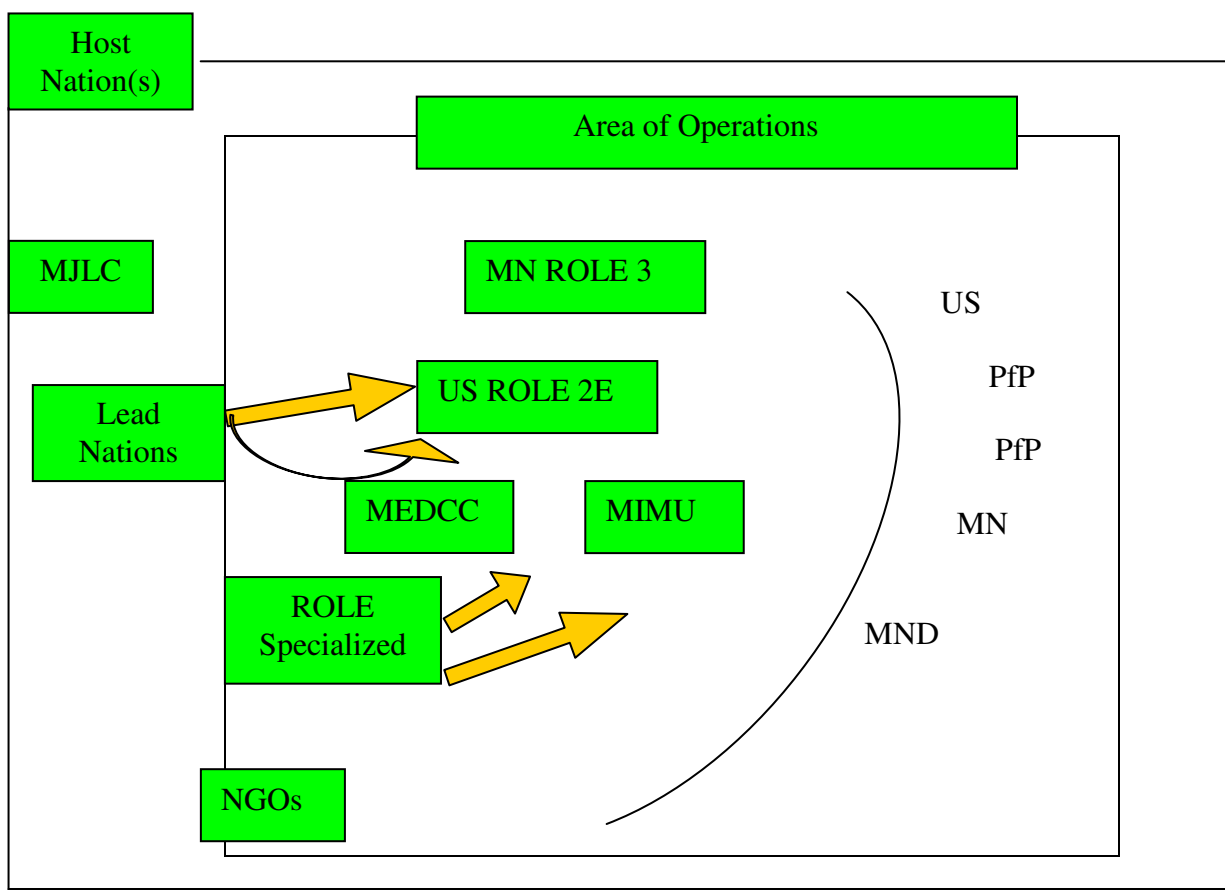 Host
Nation(s)
Area of Operations
MJLC
MN ROLE 3
US
PfP
US ROLE 2E
Lead
Nations
PfP
MEDCC
MIMU
MN
ROLE
Specialized
MND
NGOs